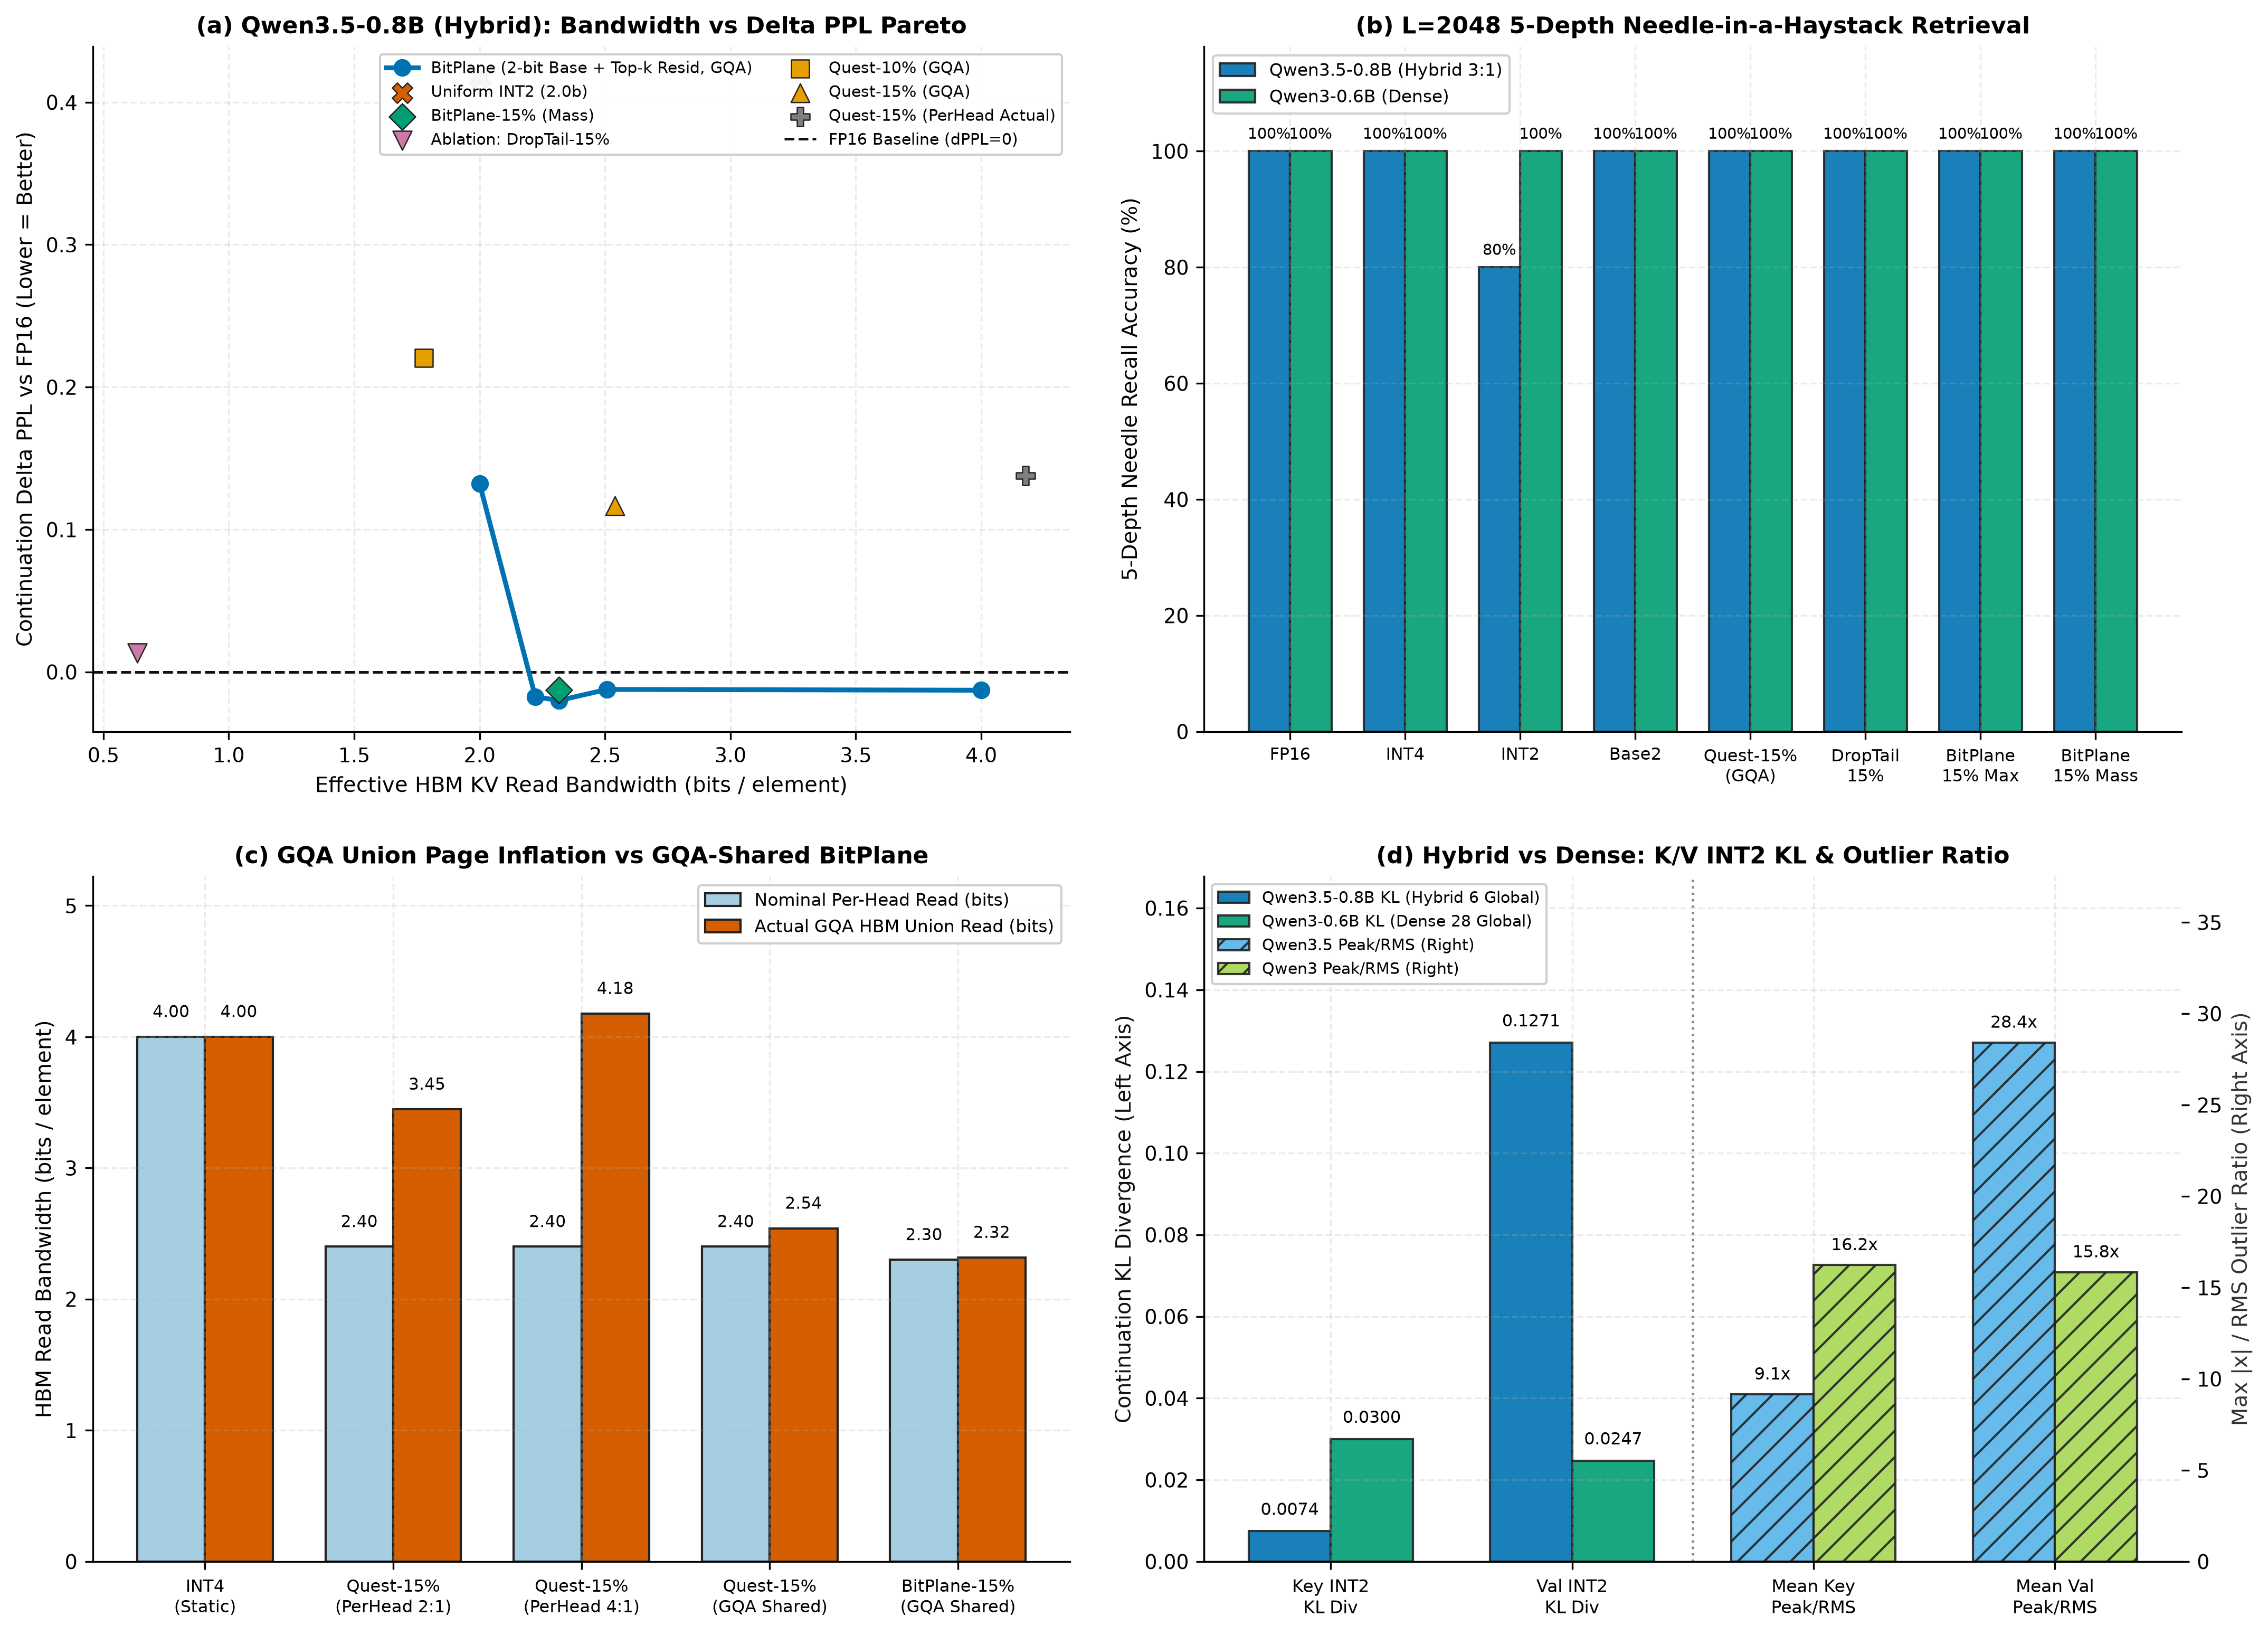 (a) Qwen3.5-0.8B (Hybrid): Bandwidth vs Delta PPL Pareto
BitPlane (2-bit Base + Top-k Resid, GQA)
Uniform INT2 (2.0b)
BitPlane-15% (Mass)
Ablation: DropTail-15%
Quest-10% (GQA)
Quest-15% (GQA)
Quest-15% (PerHead Actual)
FP16 Baseline (dPPL=0)
Continuation Delta PPL vs FP16 (Lower = Better)
0.4
0.3
0.2
0.1
0.0
0.5 1.0 1.5 2.0 2.5 3.0 3.5 4.0
Effective HBM KV Read Bandwidth (bits / element)
(b) L=2048 5-Depth Needle-in-a-Haystack Retrieval
Qwen3.5-0.8B (Hybrid 3:1)
Qwen3-0.6B (Dense)
5-Depth Needle Recall Accuracy (%)
100
80
60
40
20
0
100% 100% 100% 100% 80% 100% 100% 100% 100% 100% 100% 100% 100% 100% 100% 100%
FP16
INT4
INT2
Base2
Quest-15%
(GQA)
DropTail
15%
BitPlane
15% Max
BitPlane
15% Mass
(c) GQA Union Page Inflation vs GQA-Shared BitPlane
Nominal Per-Head Read (bits)
Actual GQA HBM Union Read (bits)
HBM Read Bandwidth (bits / element)
5
4
3
2
1
0
4.00 4.00
2.40 3.45
2.40 4.18
2.40 2.54
2.30 2.32
INT4
(Static)
Quest-15%
(PerHead 2:1)
Quest-15%
(PerHead 4:1)
Quest-15%
(GQA Shared)
BitPlane-15%
(GQA Shared)
(d) Hybrid vs Dense: K/V INT2 KL & Outlier Ratio
Qwen3.5-0.8B KL (Hybrid 6 Global)
Qwen3-0.6B KL (Dense 28 Global)
Qwen3.5 Peak/RMS (Right)
Qwen3 Peak/RMS (Right)
Continuation KL Divergence (Left Axis)
0.16
0.14
0.12
0.10
0.08
0.06
0.04
0.02
0.00
0.0074 0.0300
0.1271 0.0247
9.1x 16.2x
28.4x 15.8x
Key INT2
KL Div
Val INT2
KL Div
Mean Key
Peak/RMS
Mean Val
Peak/RMS
35
30
25
20
15
10
5
0
Max |x| / RMS Outlier Ratio (Right Axis)